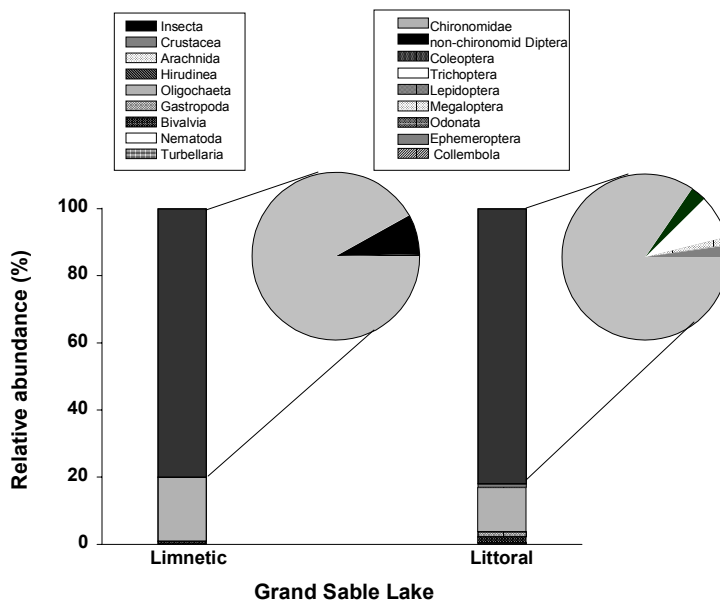 Insecta
Crustacea
Arachnida
Hirudinea
Oligochaeta
Gastropoda
Bivalvia
Nematoda
Turbellaria
Chironomidae
non-chironomid Diptera
Coleoptera
Trichoptera
Lepidoptera
Megaloptera
Odonata
Ephemeroptera
Collembola
Relative abundance (%)
100
80
60
40
20
0
Limnetic
Littoral
Grand Sable Lake